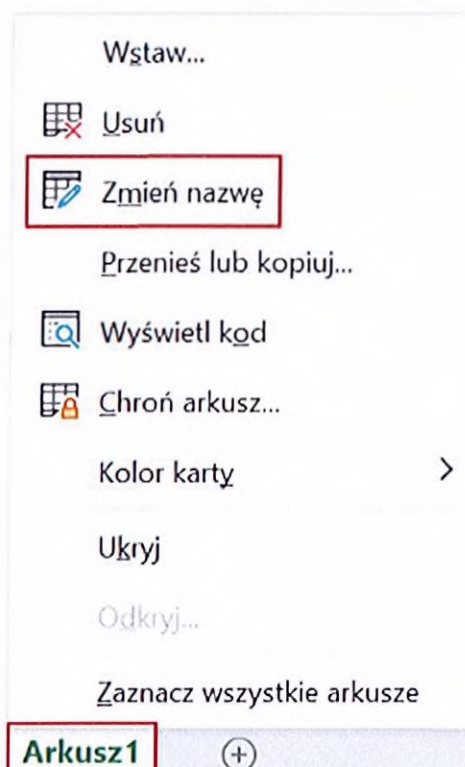 Wstaw...
Usuń
Zmień nazwę
Przenieś lub kopiuj...
Wyświetl kod
Chroń arkusz...
Kolor karty
Ukryj
Odkryj...
Zaznacz wszystkie arkusze
Arkusz1